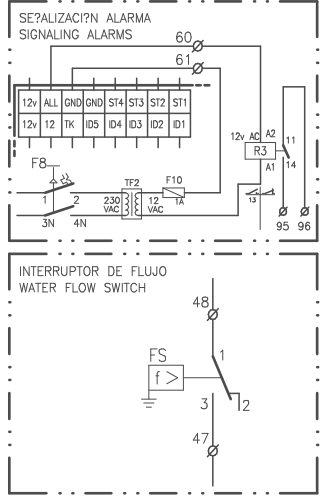 SE?ALIZACI?N ALARMA
SIGNALING ALARMS
60
61
12v ALL GND GND ST4 ST3 ST2 ST1
12v 12 TK ID5 ID4 ID3 ID2 ID1
12v AC A2
R3
A1
11
14
F8
1 2
3N 4N
230
VAC
TF2
12
VAC
F10
1A
13
95 96
INTERRUPTOR DE FLUJO
WATER FLOW SWITCH
48
FS
f >
1
3
2
47